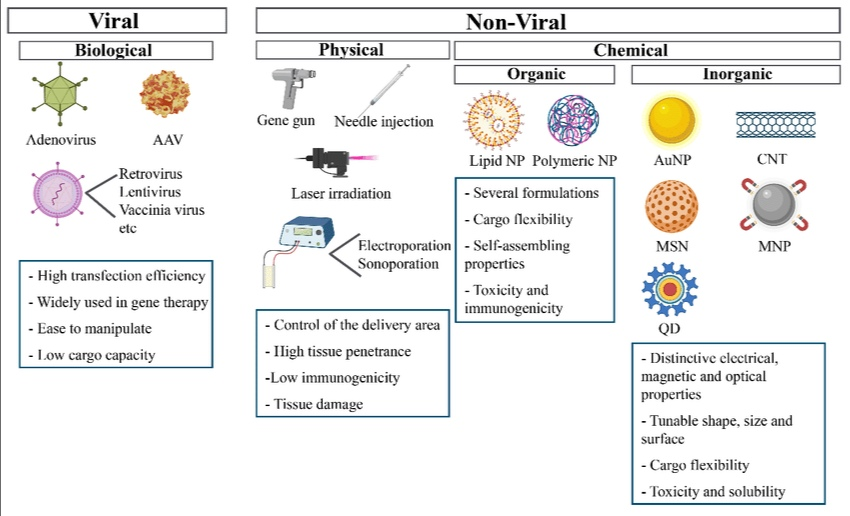 Viral
Biological
Adenovirus
AAV
Retrovirus
Lentivirus
Vaccinia virus
etc
- High transfection efficiency
- Widely used in gene therapy
- Ease to manipulate
- Low cargo capacity
Non-Viral
Physical
Gene gun
Needle injection
Laser irradiation
Electroporation
Sonoporation
- Control of the delivery area
- High tissue penetrance
-Low immunogenicity
- Tissue damage
Chemical
Organic
Lipid NP
Polymeric NP
- Several formulations
- Cargo flexibility
- Self-assembling
properties
- Toxicity and
immunogenicity
Inorganic
AuNP
CNT
MSN
MNP
QD
- Distinctive electrical,
magnetic and optical
properties
- Tunable shape, size and
surface
- Cargo flexibility
- Toxicity and solubility